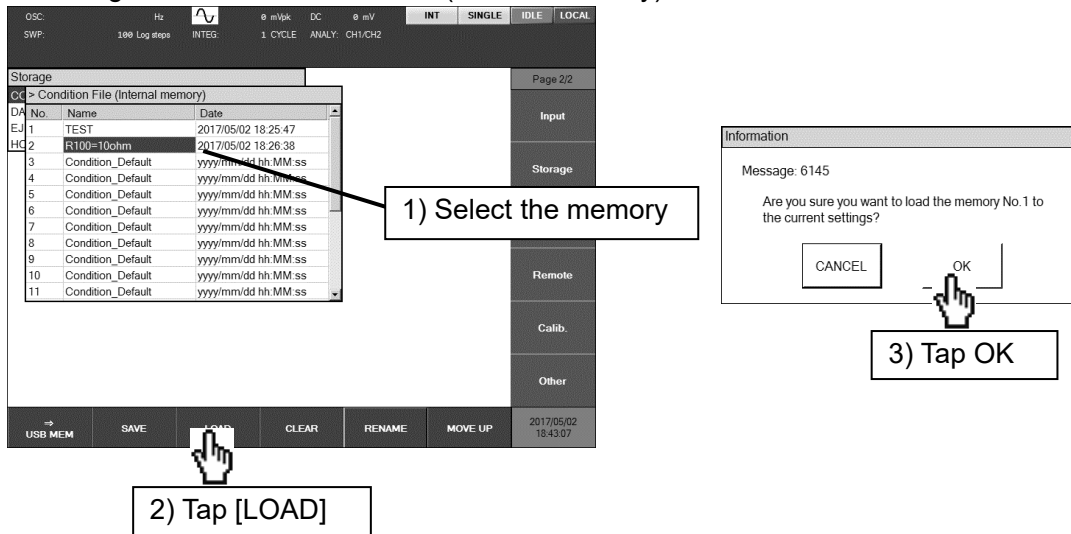 OSC: Hz 0 mVpk DC 0 mV INT SINGLE IDLE LOCAL
SWP: 100 Log steps INTEG: 1 CYCLE ANALY: CH1/CH2
Storage
> Condition File (Internal memory)
No. Name Date
1 TEST 2017/05/02 18:25:47
2 R100=10ohm 2017/05/02 18:26:38
3 Condition_Default yyyy/mm/dd hh:MM:ss
4 Condition_Default yyyy/mm/dd hh:MM:ss
5 Condition_Default yyyy/mm/dd hh:MM:ss
6 Condition_Default yyyy/mm/dd hh:MM:ss
7 Condition_Default yyyy/mm/dd hh:MM:ss
8 Condition_Default yyyy/mm/dd hh:MM:ss
9 Condition_Default yyyy/mm/dd hh:MM:ss
10 Condition_Default yyyy/mm/dd hh:MM:ss
11 Condition_Default yyyy/mm/dd hh:MM:ss
Page 2/2
Input
Storage
Remote
Calib.
Other
1) Select the memory
⇒
USB MEM SAVE LOAD CLEAR RENAME MOVE UP
2017/05/02
18:43:07
2) Tap [LOAD]
Information
Message: 6145
Are you sure you want to load the memory No.1 to
the current settings?
CANCEL OK
3) Tap OK